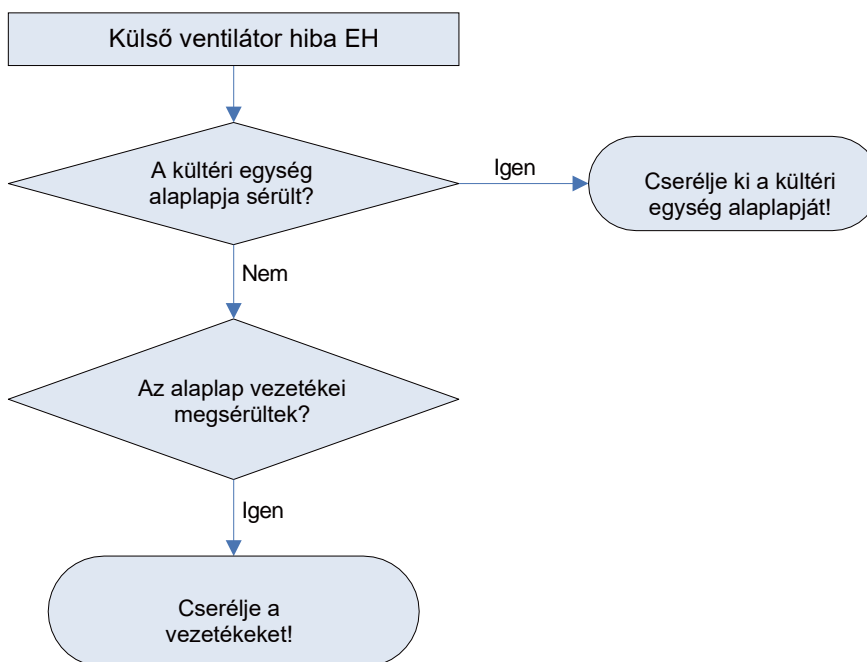 Külső ventilátor hiba EH
A kültéri egység
alaplapja sérült?
Igen
Cserélje ki a kültéri
egység alaplapját!
Nem
Az alaplap vezetékei
megsérültek?
Igen
Cserélje a
vezetékeket!